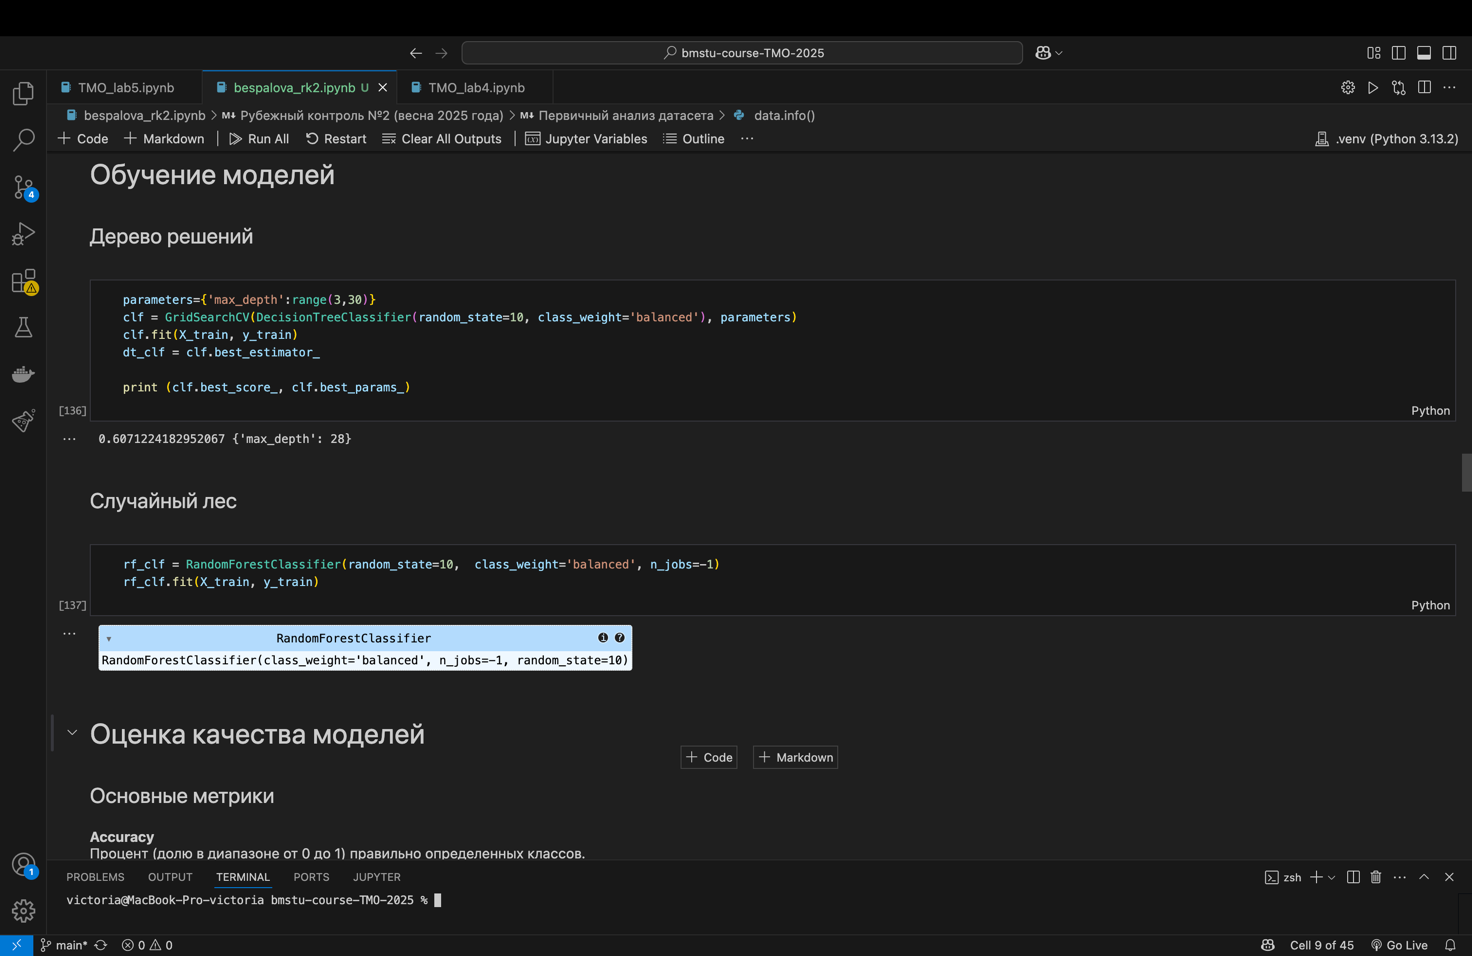 bmstu-course-TMO-2025
TMO_lab5.ipynb
bespalova_rk2.ipynb U
TMO_lab4.ipynb
bespalova_rk2.ipynb > M↓ Рубежный контроль №2 (весна 2025 года) > M↓ Первичный анализ датасета > data.info()
+ Code + Markdown Run All Restart Clear All Outputs Jupyter Variables Outline ...
.venv (Python 3.13.2)
Обучение моделей
Дерево решений
parameters={'max_depth':range(3,30)}
clf = GridSearchCV(DecisionTreeClassifier(random_state=10, class_weight='balanced'), parameters)
clf.fit(X_train, y_train)
dt_clf = clf.best_estimator_
print (clf.best_score_, clf.best_params_)
[136]
Python
... 0.6071224182952067 {'max_depth': 28}
Случайный лес
rf_clf = RandomForestClassifier(random_state=10,  class_weight='balanced', n_jobs=-1)
rf_clf.fit(X_train, y_train)
[137]
Python
...
RandomForestClassifier
RandomForestClassifier(class_weight='balanced', n_jobs=-1, random_state=10)
Оценка качества моделей
+ Code + Markdown
Основные метрики
Accuracy
Процент (долю в диапазоне от 0 до 1) правильно определенных классов.
PROBLEMS OUTPUT TERMINAL PORTS JUPYTER
zsh
victoria@MacBook-Pro-victoria bmstu-course-TMO-2025 %
4
1
main* 0 0
Cell 9 of 45 Go Live